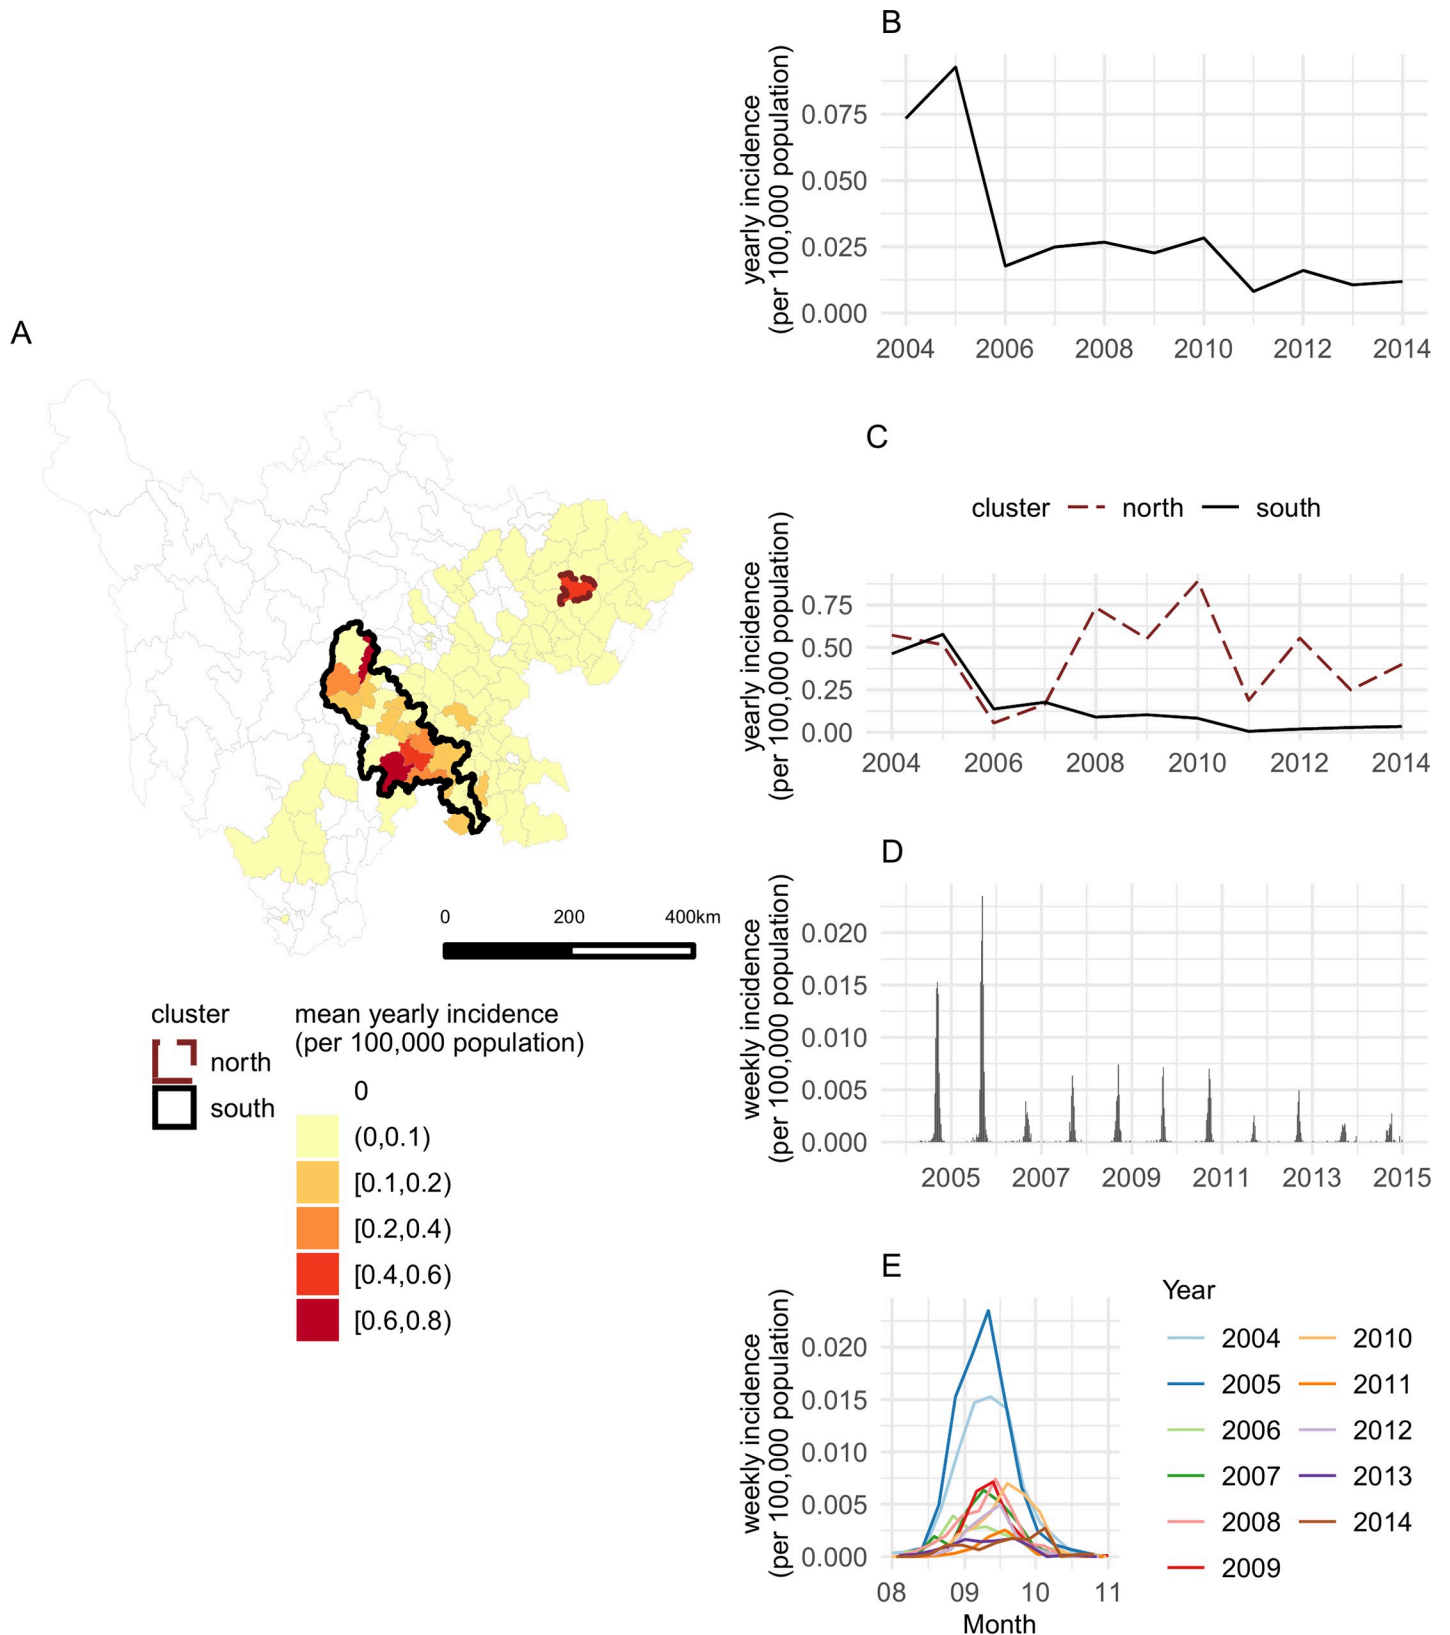 A
0
200
400km
cluster
north
south
mean yearly incidence
(per 100,000 population)
0
(0,0.1)
[0.1,0.2)
[0.2,0.4)
[0.4,0.6)
[0.6,0.8)
B
yearly incidence
(per 100,000 population)
0.075
0.050
0.025
0.000
2004 2006 2008 2010 2012 2014
C
cluster north south
yearly incidence
(per 100,000 population)
0.75
0.50
0.25
0.00
2004 2006 2008 2010 2012 2014
D
weekly incidence
(per 100,000 population)
0.020
0.015
0.010
0.005
0.000
2005 2007 2009 2011 2013 2015
E
weekly incidence
(per 100,000 population)
0.020
0.015
0.010
0.005
0.000
08 09 10 11
Month
Year
2004 2010
2005 2011
2006 2012
2007 2013
2008 2014
2009